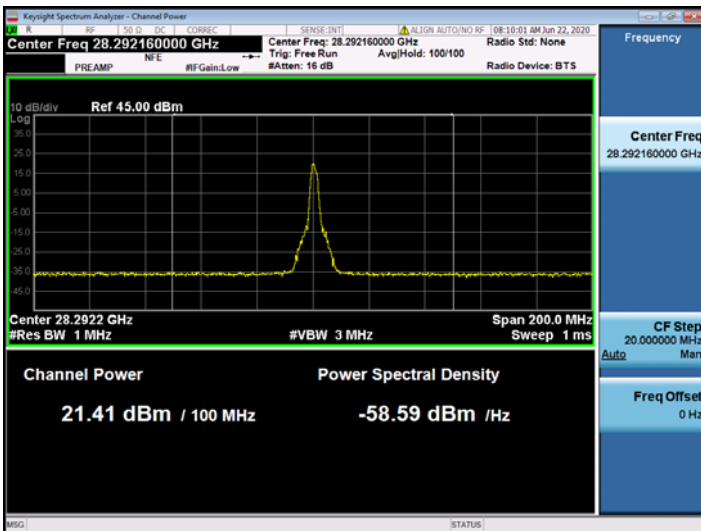 Keysight Spectrum Analyzer - Channel Power
R RF 50 Ω DC CORREC SENSE:INT ALIGN AUTO/NO RF 08:10:01 AM Jun 22, 2020
Center Freq 28.292160000 GHz
PREAMP NFE #IFGain:Low
Center Freq: 28.292160000 GHz
Trig: Free Run Avg|Hold: 100/100
#Atten: 16 dB
Radio Std: None
Radio Device: BTS
10 dB/div Ref 45.00 dBm
Log
35.0
25.0
15.0
5.00
-5.00
-15.0
-25.0
-35.0
-45.0
Center 28.2922 GHz Span 200.0 MHz
#Res BW 1 MHz #VBW 3 MHz Sweep 1 ms
Channel Power Power Spectral Density
21.41 dBm / 100 MHz -58.59 dBm /Hz
MSG STATUS
Frequency
Center Freq
28.292160000 GHz
CF Step
20.000000 MHz
Auto Man
Freq Offset
0 Hz